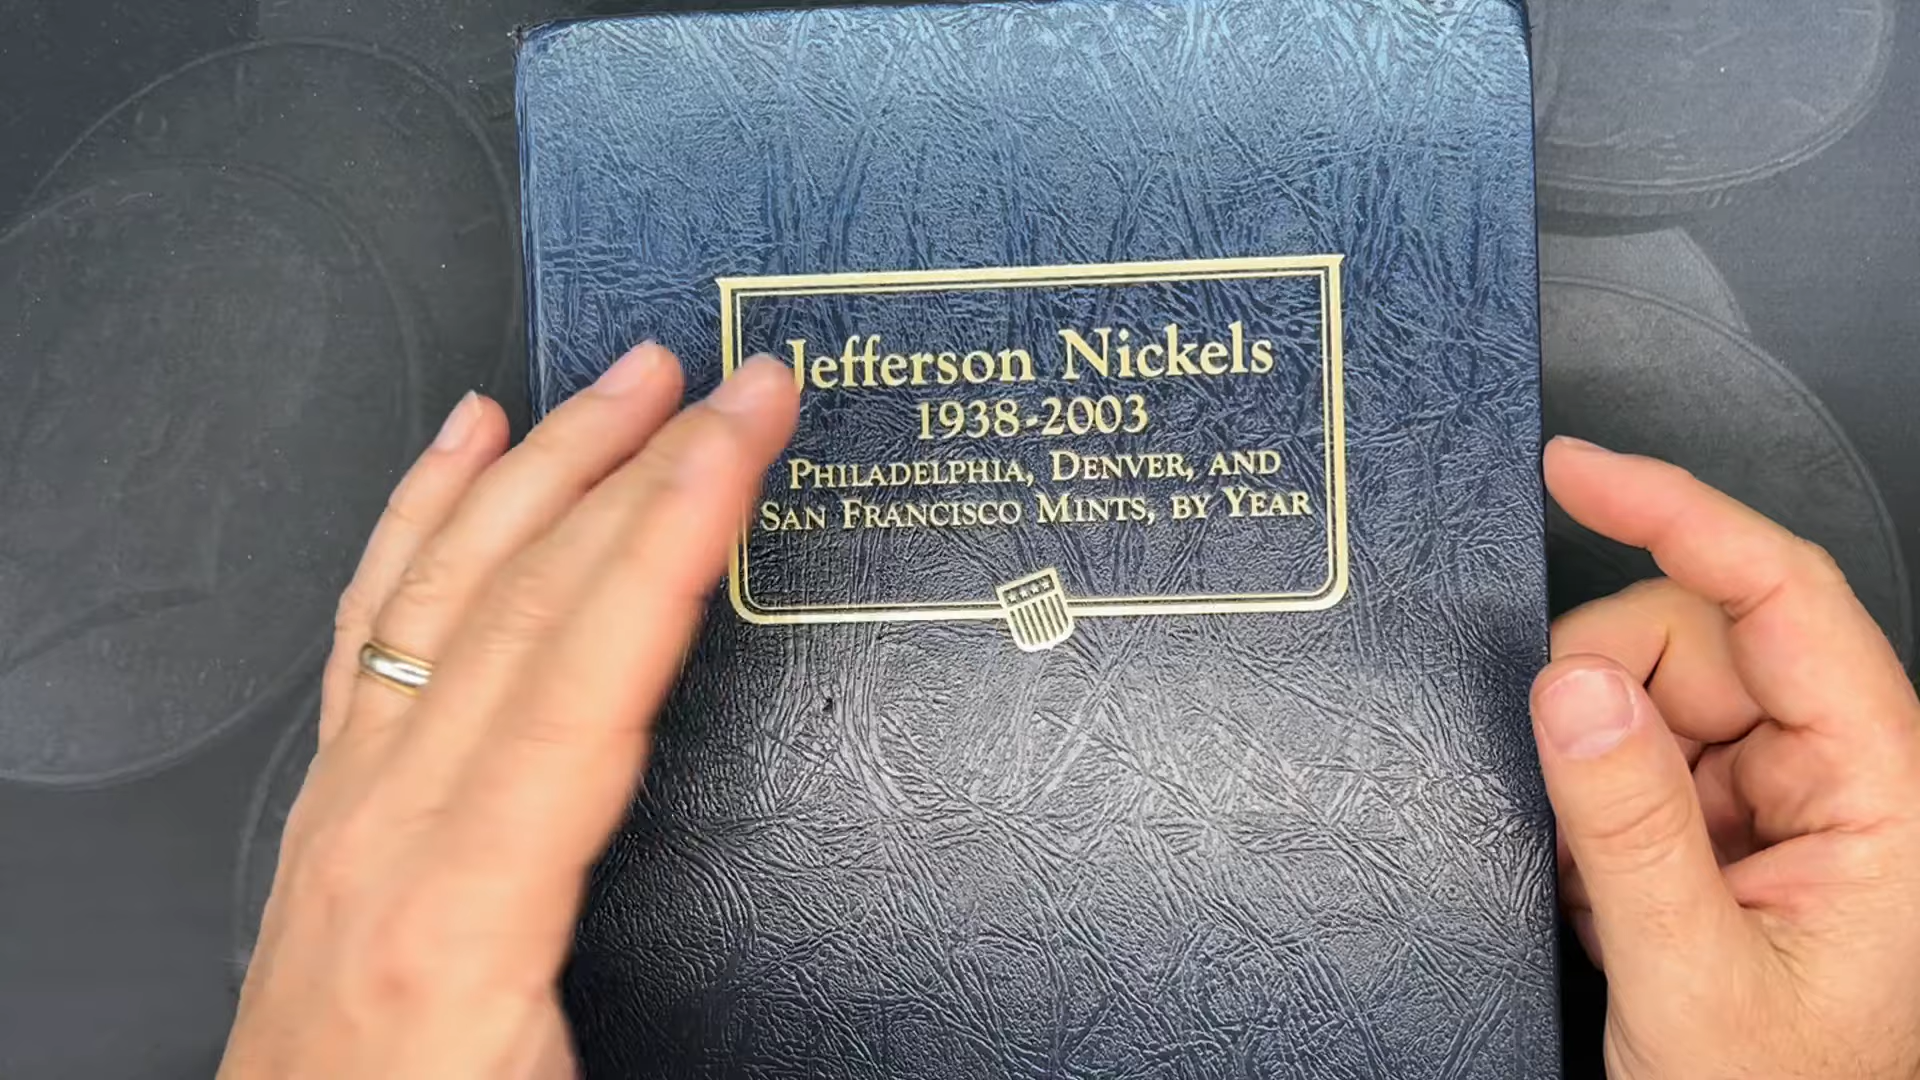 Jefferson Nickels
1938-2003
PHILADELPHIA, DENVER, AND
SAN FRANCISCO MINTS, BY YEAR